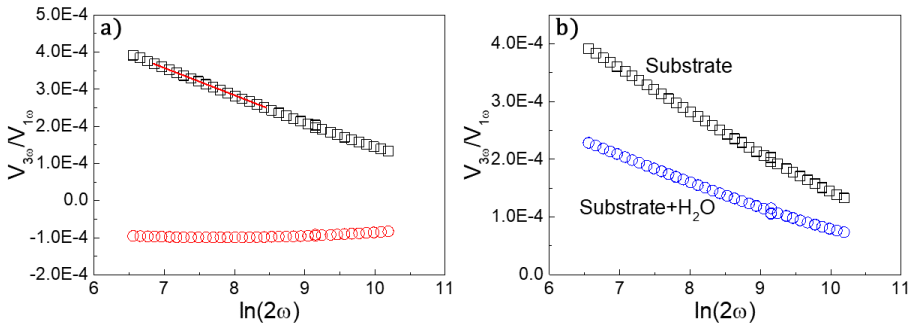 a)
5.0E-4
4.0E-4
3.0E-4
2.0E-4
1.0E-4
0.0
-1.0E-4
-2.0E-4
V3ω/V1ω
6 7 8 9 10 11
ln(2ω)
b)
4.0E-4
3.0E-4
2.0E-4
1.0E-4
0.0
V3ω/V1ω
Substrate
Substrate+H2O
6 7 8 9 10 11
ln(2ω)